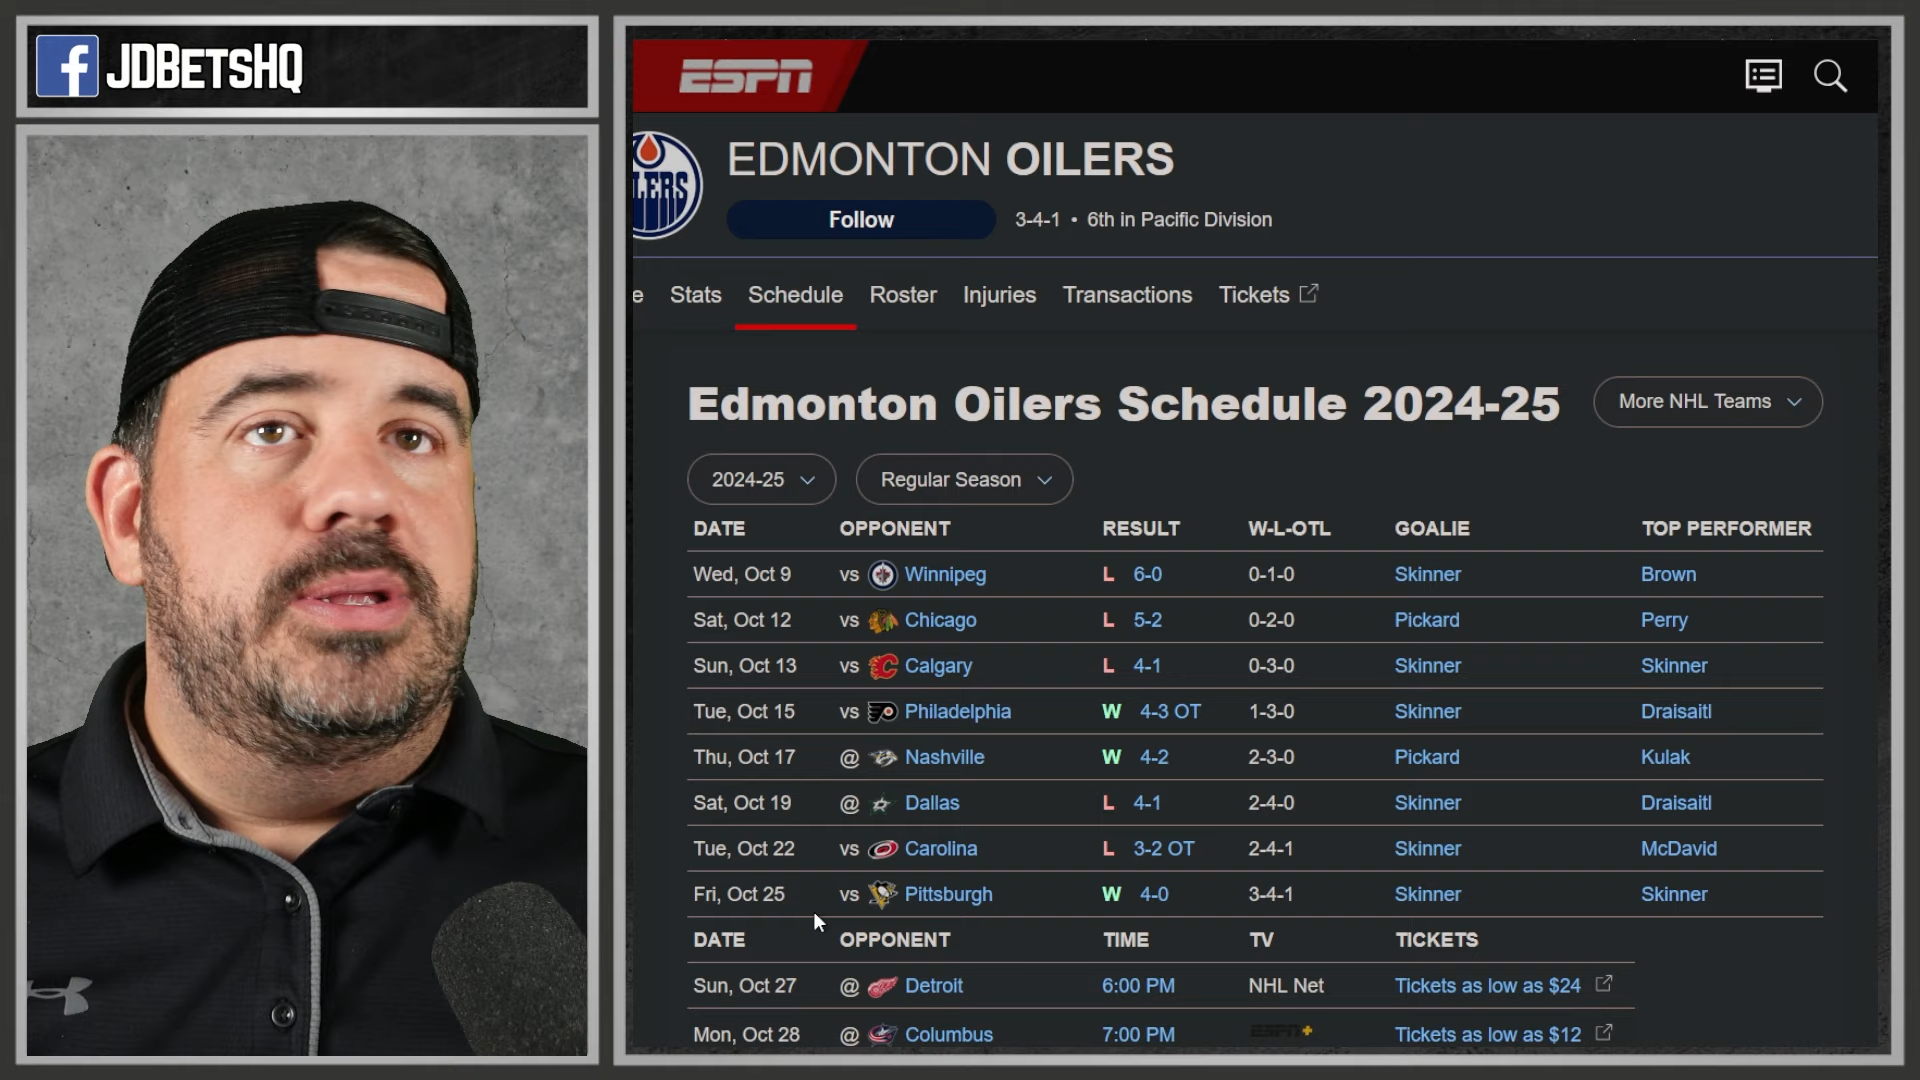 f JDBETSHQ
ESPN
EDMONTON OILERS
Follow 3-4-1 • 6th in Pacific Division
e Stats Schedule Roster Injuries Transactions Tickets
Edmonton Oilers Schedule 2024-25 More NHL Teams
2024-25 Regular Season
DATE OPPONENT RESULT W-L-OTL GOALIE TOP PERFORMER
Wed, Oct 9 vs Winnipeg L 6-0 0-1-0 Skinner Brown
Sat, Oct 12 vs Chicago L 5-2 0-2-0 Pickard Perry
Sun, Oct 13 vs Calgary L 4-1 0-3-0 Skinner Skinner
Tue, Oct 15 vs Philadelphia W 4-3 OT 1-3-0 Skinner Draisaitl
Thu, Oct 17 @ Nashville W 4-2 2-3-0 Pickard Kulak
Sat, Oct 19 @ Dallas L 4-1 2-4-0 Skinner Draisaitl
Tue, Oct 22 vs Carolina L 3-2 OT 2-4-1 Skinner McDavid
Fri, Oct 25 vs Pittsburgh W 4-0 3-4-1 Skinner Skinner
DATE OPPONENT TIME TV TICKETS
Sun, Oct 27 @ Detroit 6:00 PM NHL Net Tickets as low as $24
Mon, Oct 28 @ Columbus 7:00 PM ESPN+ Tickets as low as $12